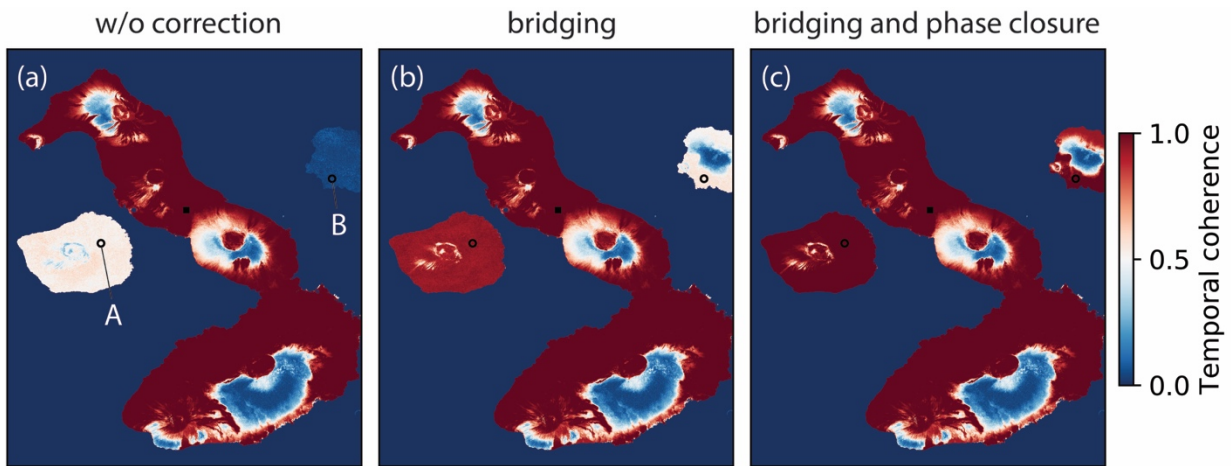 w/o correction
bridging
bridging and phase closure
(a)
(b)
(c)
A
B
1.0
0.5
0.0
Temporal coherence